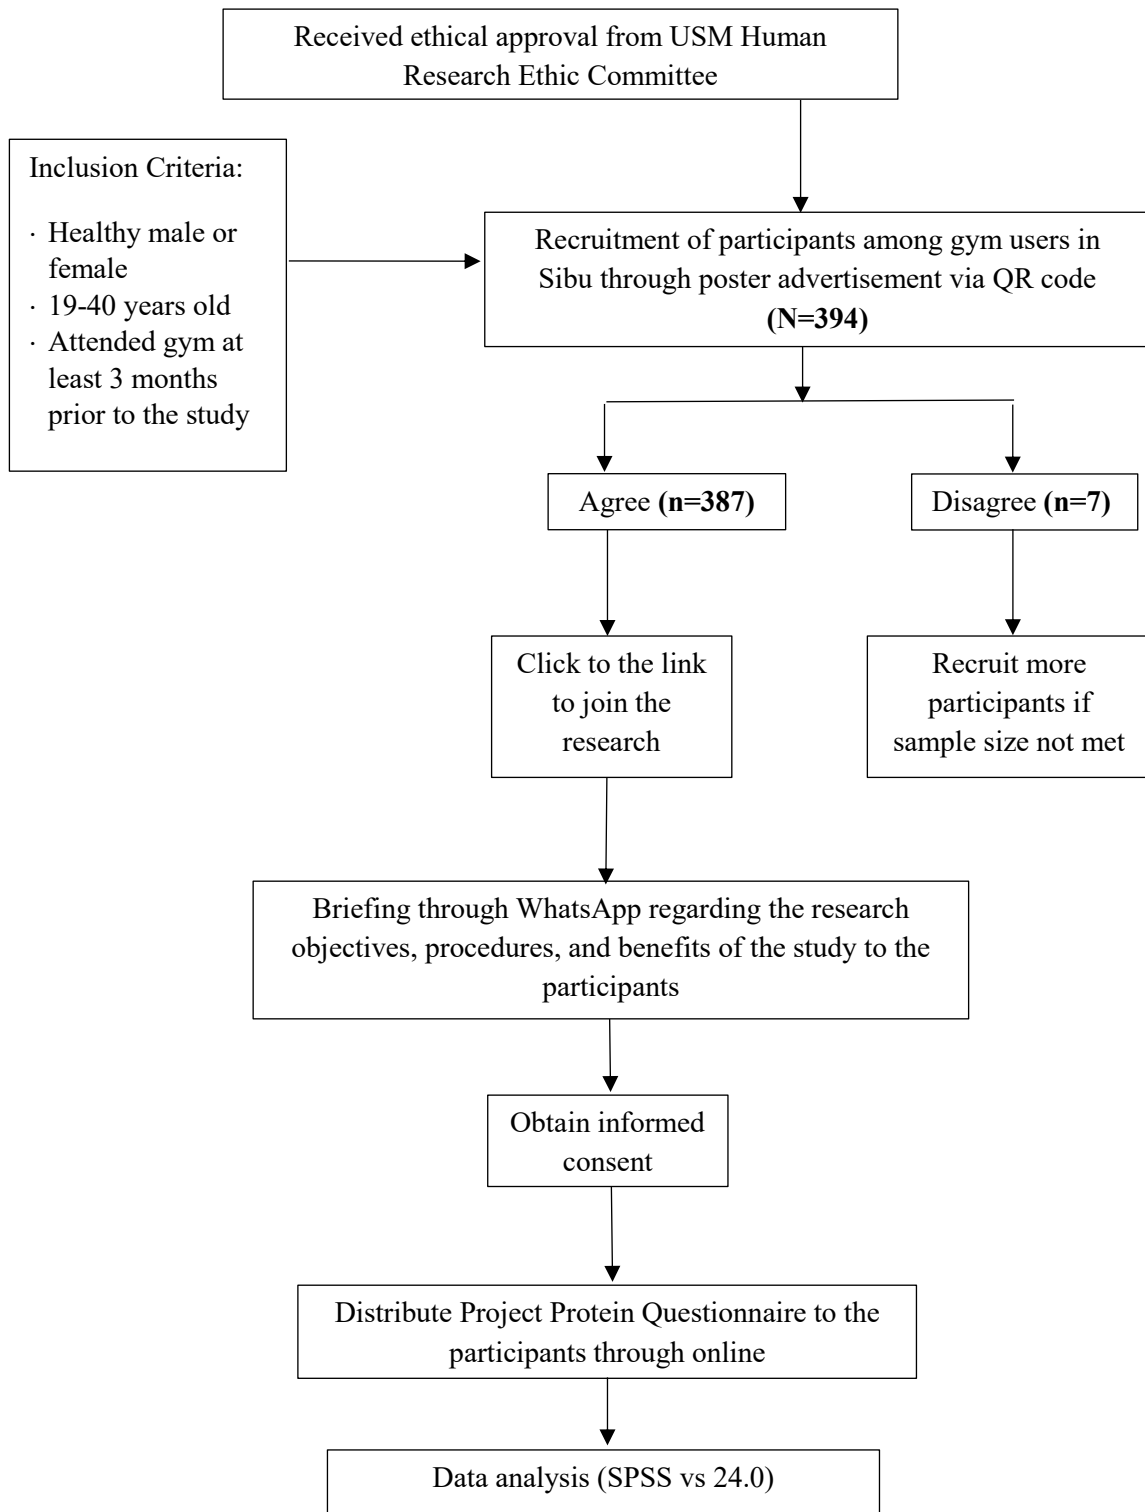 Received ethical approval from USM Human
Research Ethic Committee
Inclusion Criteria:
· Healthy male or
female
· 19-40 years old
· Attended gym at
least 3 months
prior to the study
Recruitment of participants among gym users in
Sibu through poster advertisement via QR code
(N=394)
Agree (n=387)
Disagree (n=7)
Click to the link
to join the
research
Recruit more
participants if
sample size not met
Briefing through WhatsApp regarding the research
objectives, procedures, and benefits of the study to the
participants
Obtain informed
consent
Distribute Project Protein Questionnaire to the
participants through online
Data analysis (SPSS vs 24.0)